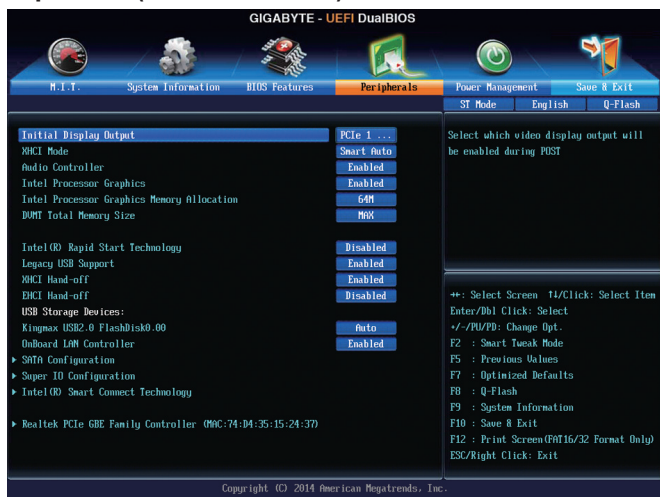 GIGABYTE - UEFI DualBIOS
M.I.T.
System Information
BIOS Features
Peripherals
Power Management
Save & Exit
ST Mode
English
Q-Flash
Initial Display Output PCIe 1 ...
XHCI Mode Smart Auto
Audio Controller Enabled
Intel Processor Graphics Enabled
Intel Processor Graphics Memory Allocation 64M
DVMT Total Memory Size MAX
Intel(R) Rapid Start Technology Disabled
Legacy USB Support Enabled
XHCI Hand-off Enabled
EHCI Hand-off Disabled
USB Storage Devices:
Kingmax USB2.0 FlashDisk0.00 Auto
OnBoard LAN Controller Enabled
SATA Configuration
Super IO Configuration
Intel(R) Smart Connect Technology
Realtek PCIe GBE Family Controller (MAC:74:D4:35:15:24:37)
Select which video display output will
be enabled during POST
→←: Select Screen ↑↓/Click: Select Item
Enter/Dbl Click: Select
+/-/PU/PD: Change Opt.
F2 : Smart Tweak Mode
F5 : Previous Values
F7 : Optimized Defaults
F8 : Q-Flash
F9 : System Information
F10 : Save & Exit
F12 : Print Screen(FAT16/32 Format Only)
ESC/Right Click: Exit
Copyright (C) 2014 American Megatrends, Inc.